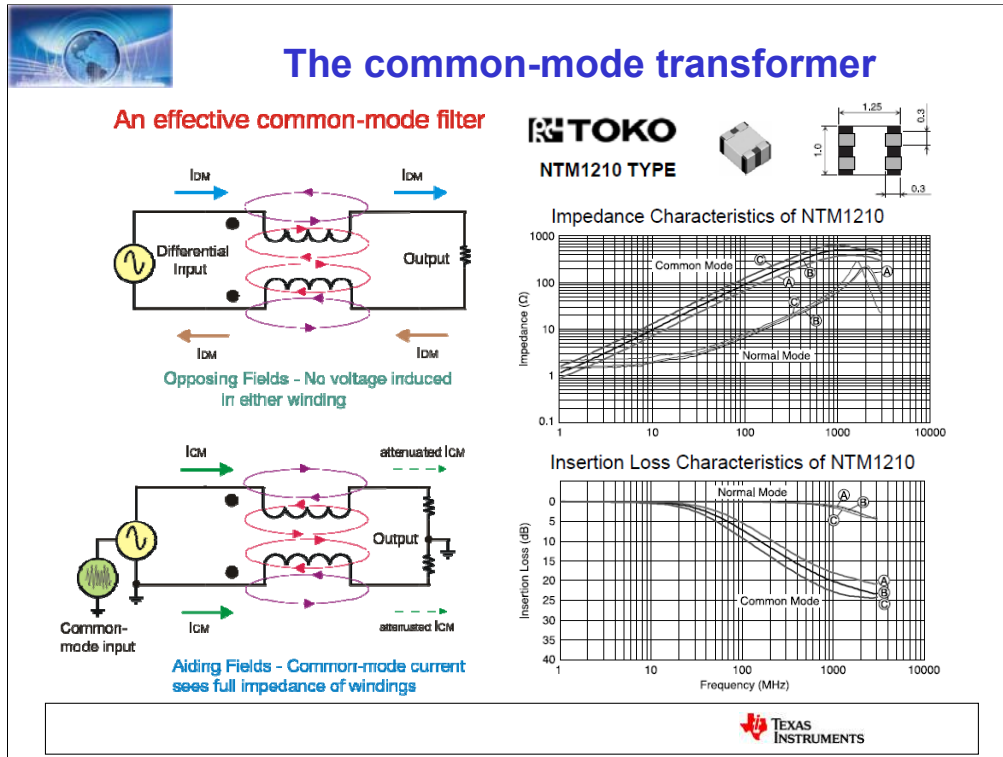 The common-mode transformer
An effective common-mode filter
IDM
IDM
Differential
Input
Output
IDM
IDM
Opposing Fields - No voltage induced
in either winding
ICM
attenuated ICM
Output
Common-
mode input
ICM
attenuated ICM
Aiding Fields - Common-mode current
sees full impedance of windings
TOKO
NTM1210 TYPE
1.25
0.3
1.0
0.3
Impedance Characteristics of NTM1210
Impedance (Ω)
1000
100
10
1
0.1
Common Mode
C
A
B
A
C
B
Normal Mode
1
10
100
1000
10000
Insertion Loss Characteristics of NTM1210
Insertion Loss (dB)
0
5
10
15
20
25
30
35
40
Normal Mode
A
B
C
Common Mode
A
B
C
1
10
100
1000
10000
Frequency (MHz)
TEXAS
INSTRUMENTS